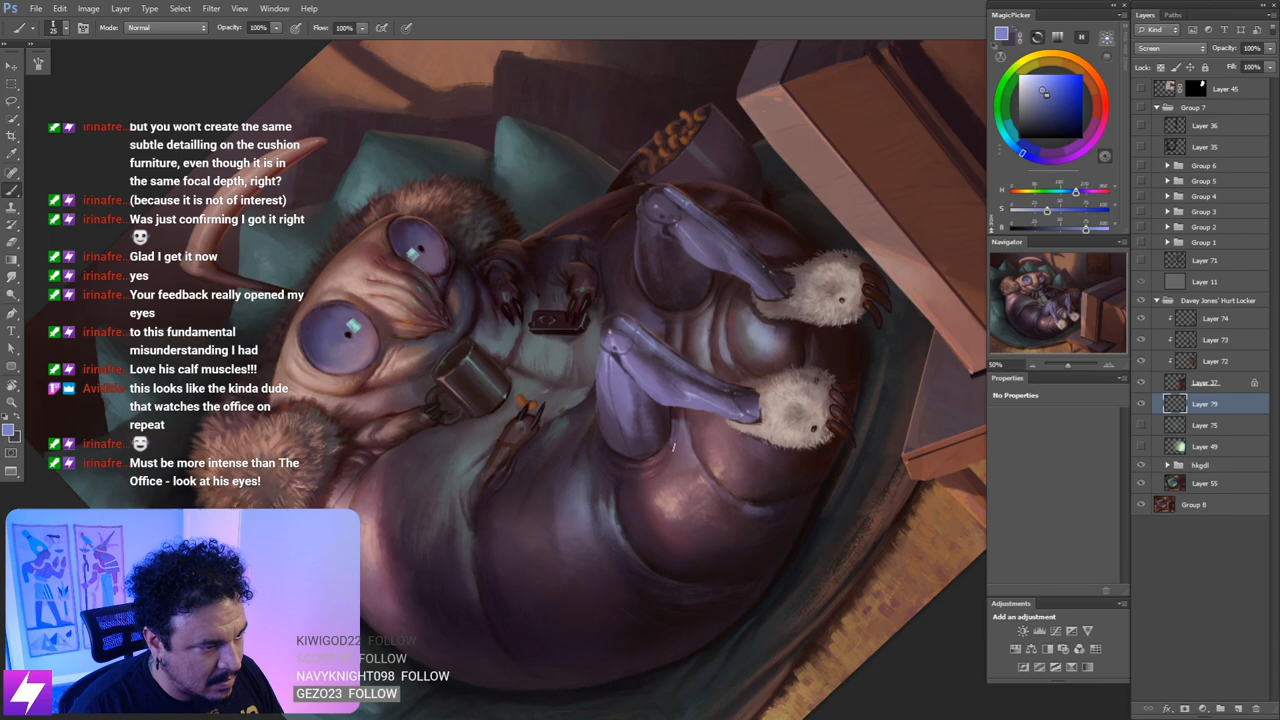 Ps File Edit Image Layer Type Select Filter View Window Help
25 Mode: Normal Opacity: 100% Flow: 100%
irinafre.. but you won't create the same
subtle detailling on the cushion
furniture, even though it is in
the same focal depth, right?
irinafre.. (because it is not of interest)
irinafre.. Was just confirming I got it right
irinafre.. Glad I get it now
irinafre.. yes
irinafre.. Your feedback really opened my
eyes
irinafre.. to this fundamental
misunderstanding I had
irinafre.. Love his calf muscles!!!
this looks like the kinda dude
that watches the office on
repeat
irinafre..
irinafre.. Must be more intense than The
Office - look at his eyes!
KIWIGOD22 FOLLOW
FOLLOW
NAVYKNIGHT098 FOLLOW
GEZO23 FOLLOW
MagicPicker
H
H
S
B
Navigator
50%
Properties
No Properties
Adjustments
Add an adjustment
Layers Paths
Kind
Screen Opacity: 100%
Lock: Fill: 100%
Layer 45
Group 7
Layer 36
Layer 35
Group 6
Group 5
Group 4
Group 3
Group 2
Group 1
Layer 71
Layer 11
Davey Jones' Hurt Locker
Layer 74
Layer 73
Layer 72
Layer 37
Layer 79
Layer 75
Layer 49
hkgdl
Layer 55
Group 8